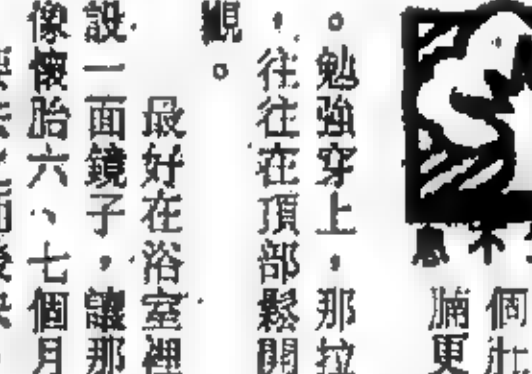 個壯
腩更
。勉強穿上，那拉
，往往在頂部鬆開
觀。
最好在浴室裡
設一面鏡子，讓那
像懷胎六、七個月